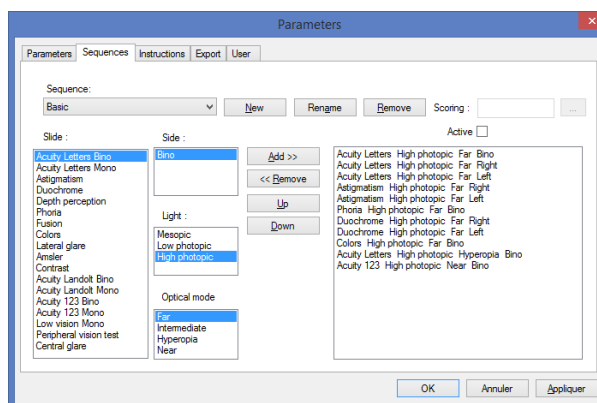 Parameters
Parameters Sequences Instructions Export User
Sequence:
Basic New Rename Remove Scoring : ...
Active
Slide :
Acuity Letters Bino
Acuity Letters Mono
Astigmatism
Duochrome
Depth perception
Phoria
Fusion
Colors
Lateral glare
Amsler
Contrast
Acuity Landolt Bino
Acuity Landolt Mono
Acuity 123 Bino
Acuity 123 Mono
Low vision Mono
Peripheral vision test
Central glare
Side :
Bino
Light :
Mesopic
Low photopic
High photopic
Optical mode
Far
Intermediate
Hyperopia
Near
Add >>
<< Remove
Up
Down
Acuity Letters High photopic Far Bino
Acuity Letters High photopic Far Right
Acuity Letters High photopic Far Left
Astigmatism High photopic Far Right
Astigmatism High photopic Far Left
Phoria High photopic Far Bino
Duochrome High photopic Far Right
Duochrome High photopic Far Left
Colors High photopic Far Bino
Acuity Letters High photopic Hyperopia Bino
Acuity 123 High photopic Near Bino
OK Annuler Appliquer